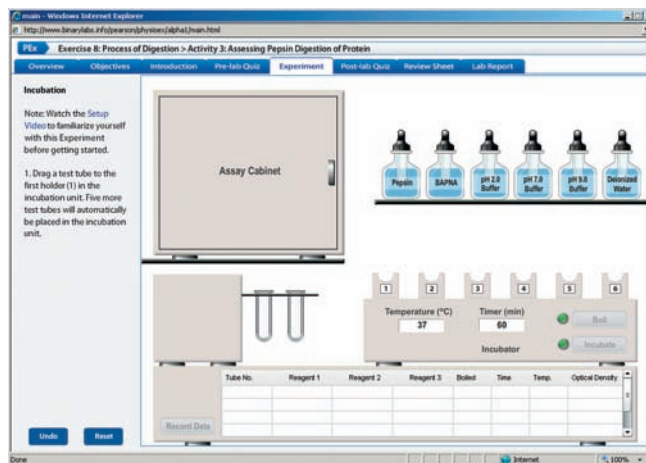 main - Windows Internet Explorer
http://www.binarylabs.info/pearson/physioex/alpha1/main.html
PEx Exercise 8: Process of Digestion > Activity 3: Assessing Pepsin Digestion of Protein
Overview Objectives Introduction Pre-lab Quiz Experiment Post-lab Quiz Review Sheet Lab Report
Incubation
Note: Watch the Setup
Video to familiarize yourself
with this Experiment
before getting started.
1. Drag a test tube to the
first holder (1) in the
incubation unit. Five more
test tubes will automatically
be placed in the incubation
unit.
Assay Cabinet
Pepsin
BAPNA
pH 2.0
Buffer
pH 7.0
Buffer
pH 9.0
Buffer
Deionized
Water
1 2 3 4 5 6
Temperature (°C) Timer (min)
37 60 Boil
Incubator Incubate
Tube No. Reagent 1 Reagent 2 Reagent 3 Boiled Time Temp. Optical Density
Record Data
Undo Reset
Done Internet 100%